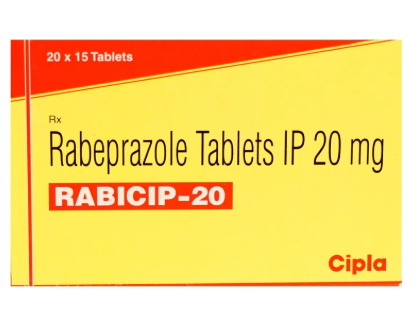 20 x 15 Tablets
Rx
Rabeprazole Tablets IP 20 mg
RABICIP-20
Cipla